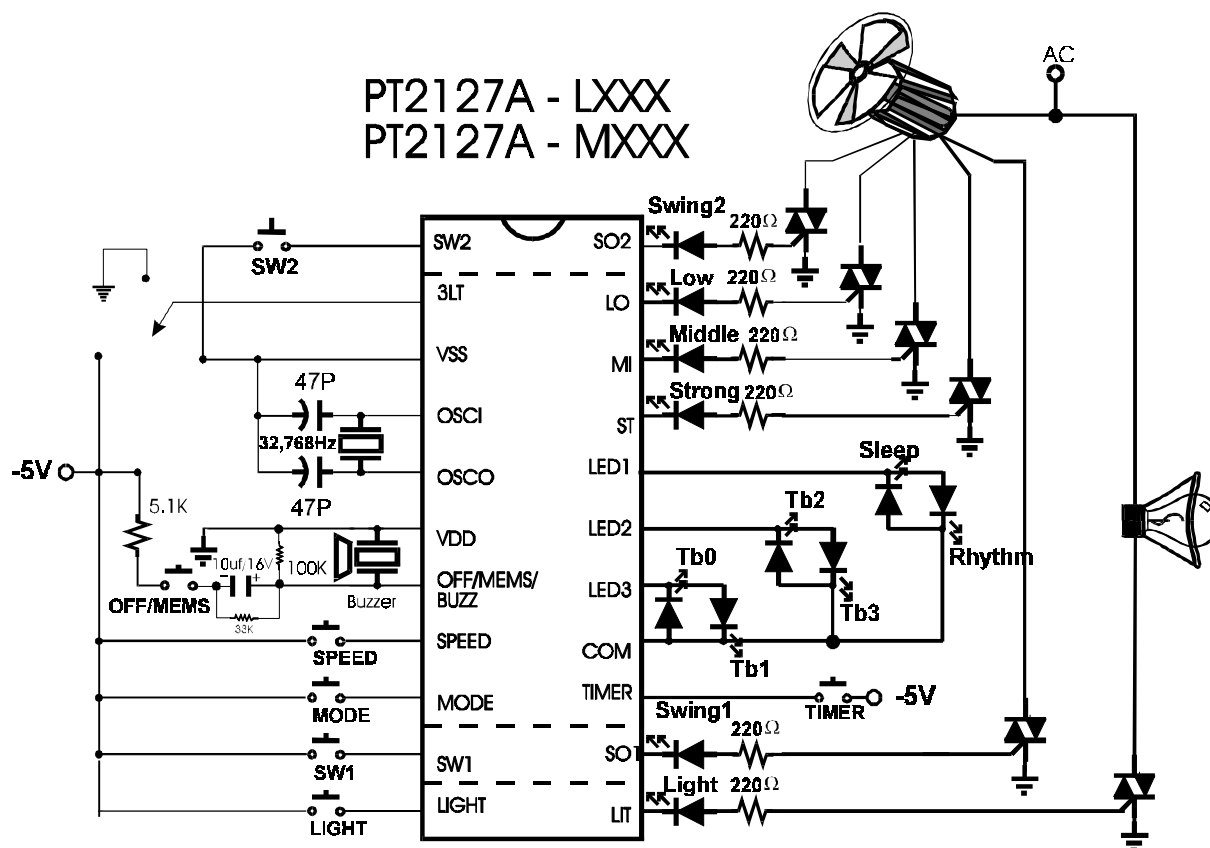 AC
PT2127A - LXXX
PT2127A - MXXX
Swing2
220Ω
SW2
SW2
SO2
Low
220Ω
3LT
LO
Middle
220Ω
VSS
MI
47P
Strong
220Ω
OSCI
ST
32,768Hz
Sleep
-5V
OSCO
LED1
47P
5.1K
Tb2
VDD
LED2
Rhythm
10uf/16V
100K
Tb0
OFF/MEMS
Buzzer
OFF/MEMS/
BUZZ
LED3
Tb3
33K
SPEED
SPEED
COM
Tb1
MODE
MODE
TIMER
TIMER
-5V
Swing1
220Ω
SW1
SW1
SO1
Light
220Ω
LIGHT
LIGHT
LIT
- +